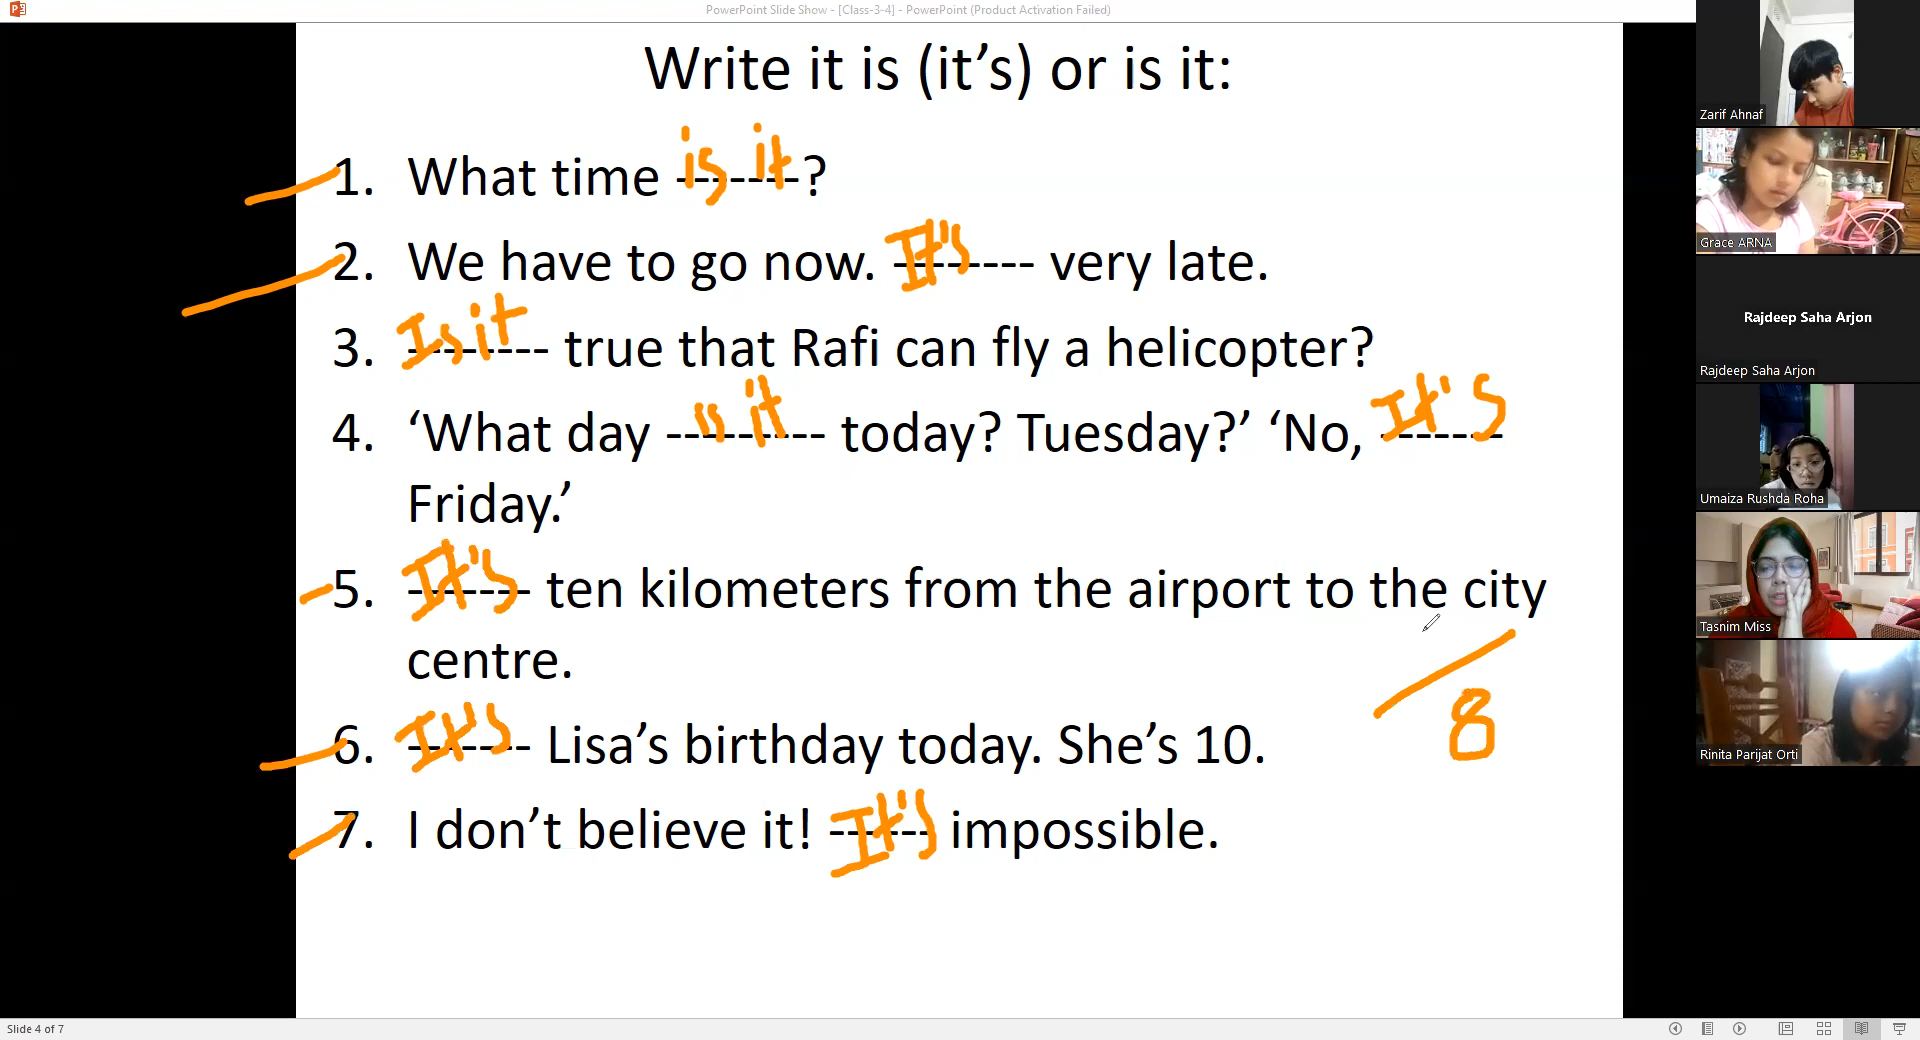 PowerPoint Slide Show - [Class-3-4] - PowerPoint (Product Activation Failed)
Write it is (it’s) or is it:
1. What time is it -------?
2. We have to go now. It's -------- very late.
3. Is it -------- true that Rafi can fly a helicopter?
4. ‘What day is it --------- today? Tuesday?’ ‘No, It's -------
Friday.’
5. It's ------- ten kilometers from the airport to the city
centre.
8
6. It's ------- Lisa’s birthday today. She’s 10.
7. I don’t believe it! It's ------ impossible.
Zarif Ahnaf
Grace ARNA
Rajdeep Saha Arjon
Rajdeep Saha Arjon
Umaiza Rushda Roha
Tasnim Miss
Rinita Parijat Orti
Slide 4 of 7